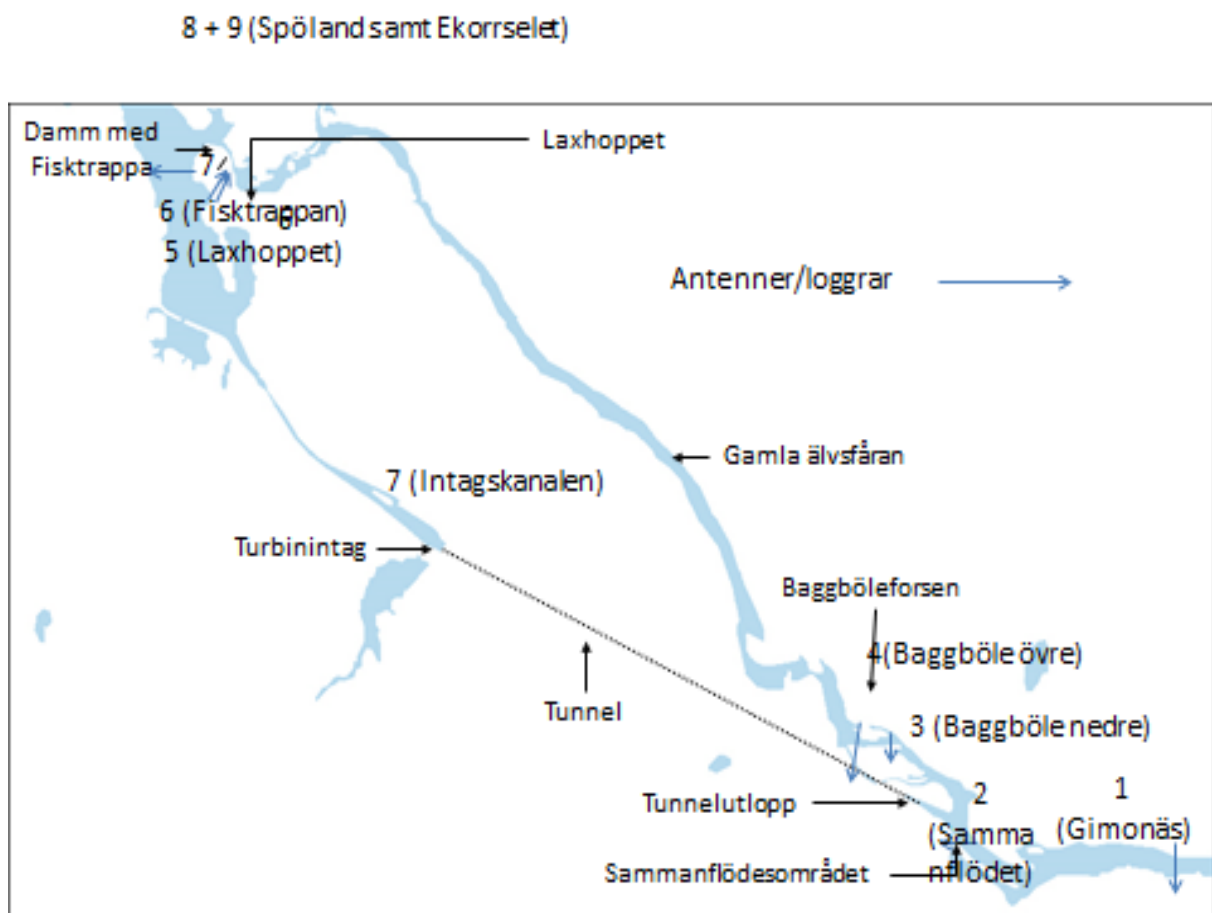 8 + 9 (Spöland samt Ekorrselet)
Damm med
Fisktrappa
Laxhoppet
7
6 (Fisktrappan)
6
5 (Laxhoppet)
Antenner/loggrar
Gamla älvsfåran
7 (Intagskanalen)
Turbinintag
Baggböleforsen
4(Baggböle övre)
Tunnel
3 (Baggböle nedre)
Tunnelutlopp
2
(Samma
nflödet)
1
(Gimonäs)
Sammanflödesområdet